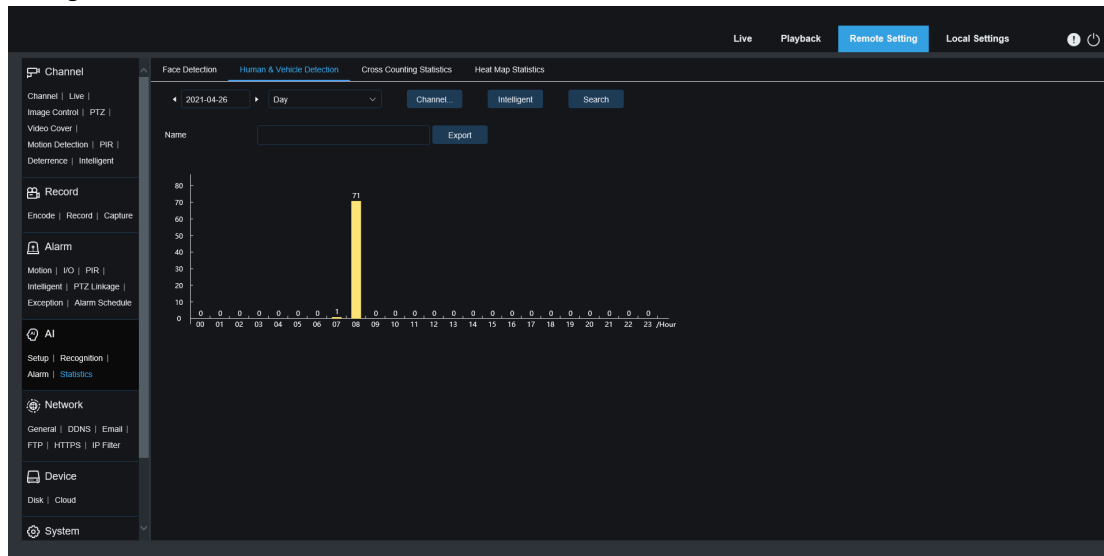 Live Playback Remote Setting Local Settings
Channel
Channel | Live |
Image Control | PTZ |
Video Cover |
Motion Detection | PIR |
Deterrence | Intelligent
Record
Encode | Record | Capture
Alarm
Motion | I/O | PIR |
Intelligent | PTZ Linkage |
Exception | Alarm Schedule
AI
Setup | Recognition |
Alarm | Statistics
Network
General | DDNS | Email |
FTP | HTTPS | IP Filter
Device
Disk | Cloud
System
Face Detection Human & Vehicle Detection Cross Counting Statistics Heat Map Statistics
2021-04-26 Day Channel... Intelligent Search
Name Export
80
70
60
50
40
30
20
10
0
71
0 0 0 0 0 0 0 1 0 0 0 0 0 0 0 0 0 0 0 0 0 0 0
00 01 02 03 04 05 06 07 08 09 10 11 12 13 14 15 16 17 18 19 20 21 22 23 /Hour